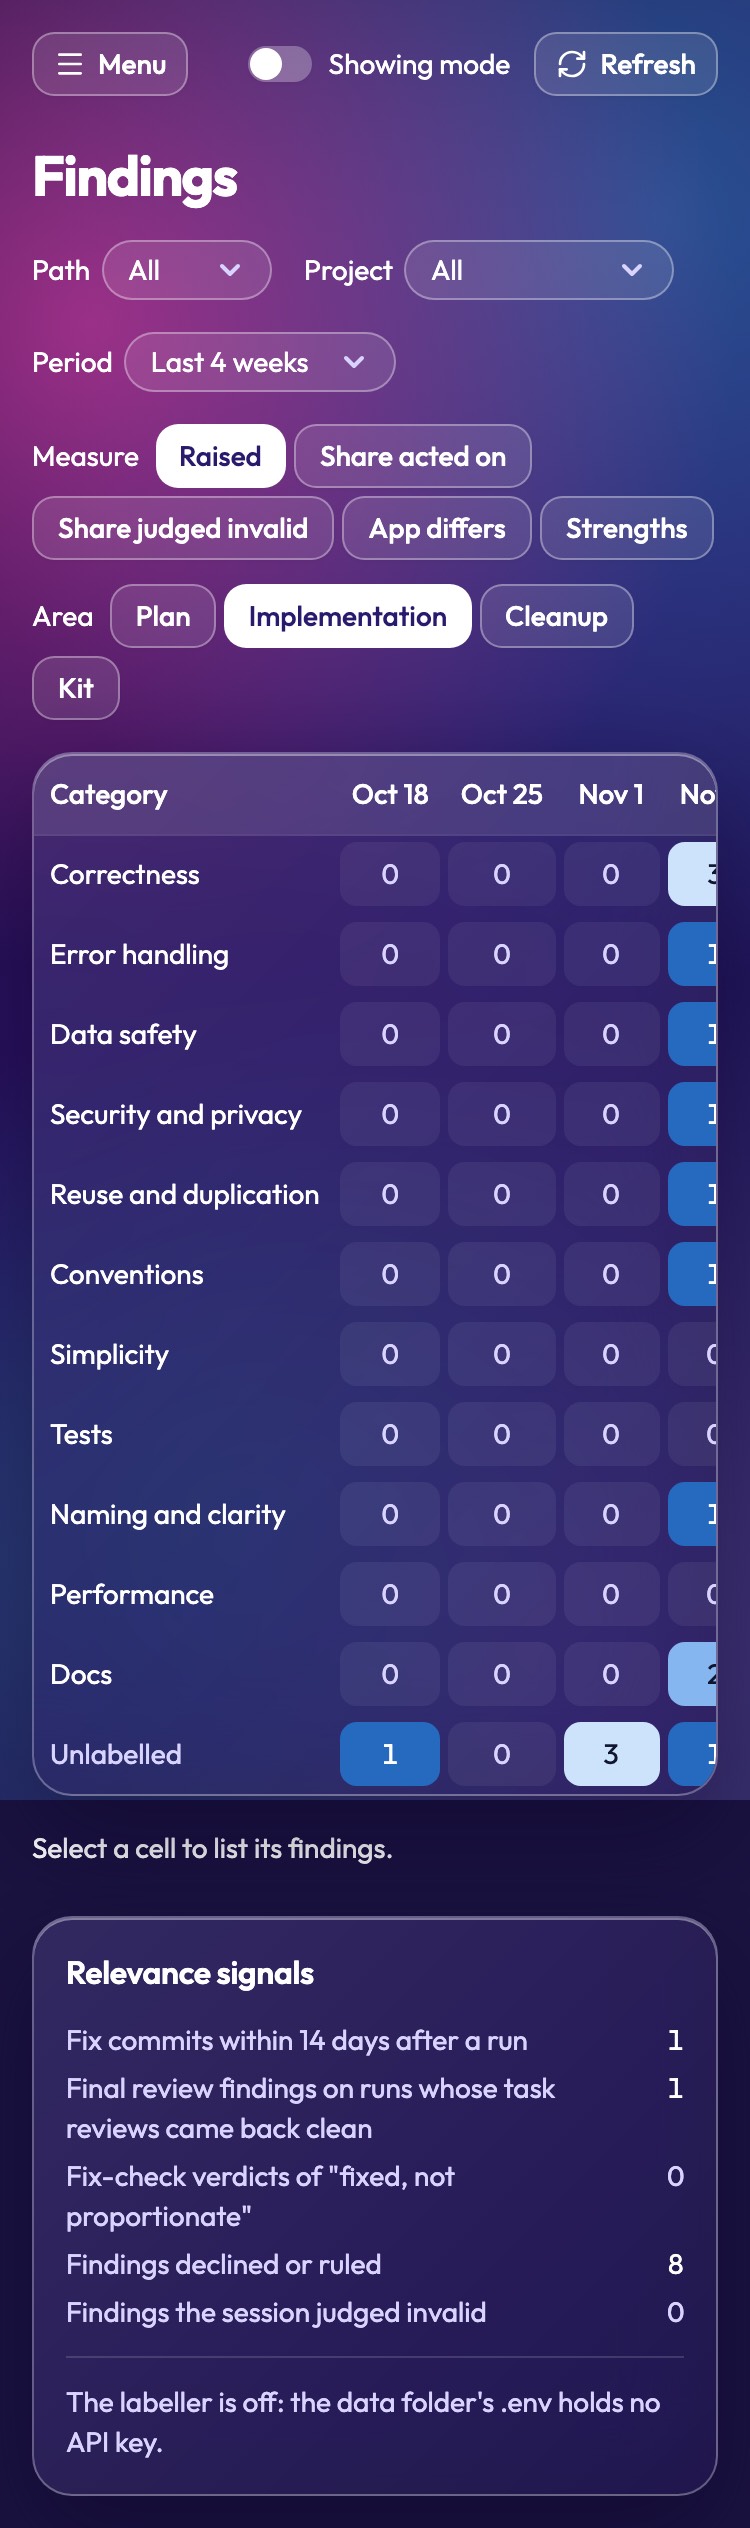 Menu Showing mode Refresh
Findings
Path All Project All
Period Last 4 weeks
Measure Raised Share acted on
Share judged invalid App differs Strengths
Area Plan Implementation Cleanup
Kit
Category Oct 18 Oct 25 Nov 1
Correctness 0 0 0
Error handling 0 0 0
Data safety 0 0 0
Security and privacy 0 0 0
Reuse and duplication 0 0 0
Conventions 0 0 0
Simplicity 0 0 0
Tests 0 0 0
Naming and clarity 0 0 0
Performance 0 0 0
Docs 0 0 0
Unlabelled 1 0 3
Select a cell to list its findings.
Relevance signals
Fix commits within 14 days after a run 1
Final review findings on runs whose task 1
reviews came back clean
Fix-check verdicts of "fixed, not 0
proportionate"
Findings declined or ruled 8
Findings the session judged invalid 0
The labeller is off: the data folder's .env holds no
API key.